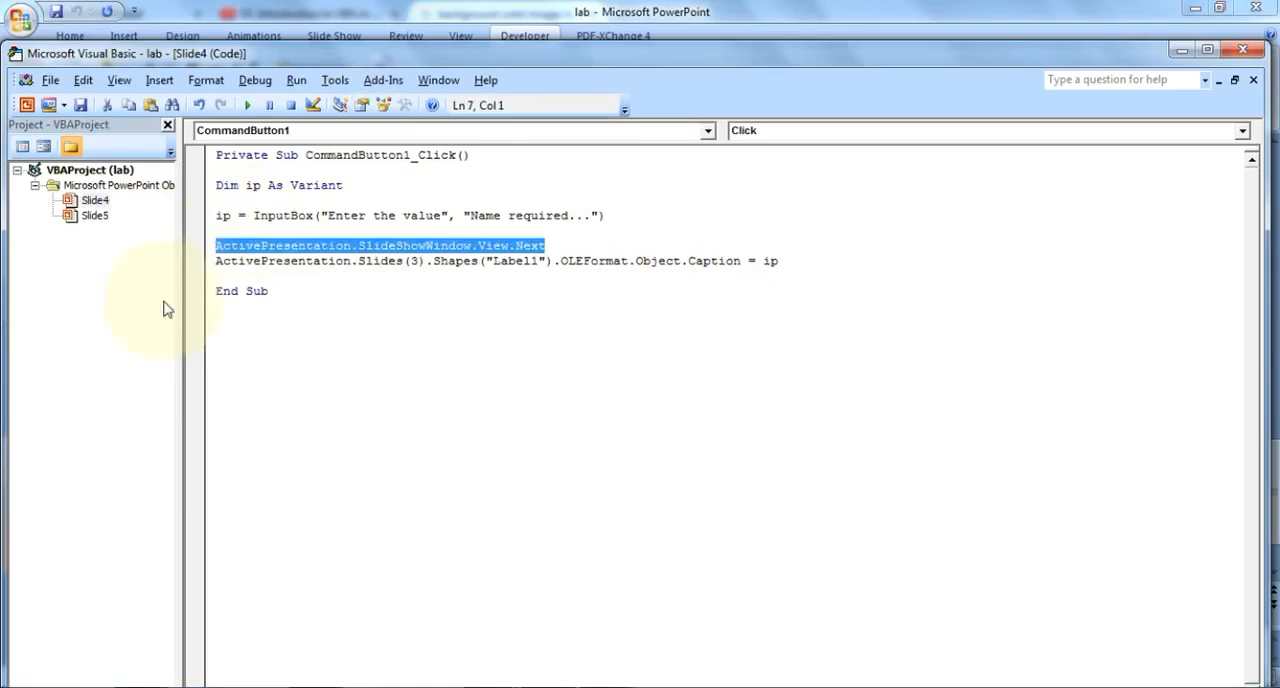 lab - Microsoft PowerPoint
Home Insert Design Animations Slide Show Review View Developer PDF-XChange 4
Microsoft Visual Basic - lab - [Slide4 (Code)]
File Edit View Insert Format Debug Run Tools Add-Ins Window Help Type a question for help
Ln 7, Col 1
Project - VBAProject
CommandButton1 Click
VBAProject (lab)
Microsoft PowerPoint Ob
Slide4
Slide5
Private Sub CommandButton1_Click()
Dim ip As Variant
ip = InputBox("Enter the value", "Name required...")
ActivePresentation.SlideShowWindow.View.Next
ActivePresentation.Slides(3).Shapes("Label1").OLEFormat.Object.Caption = ip
End Sub